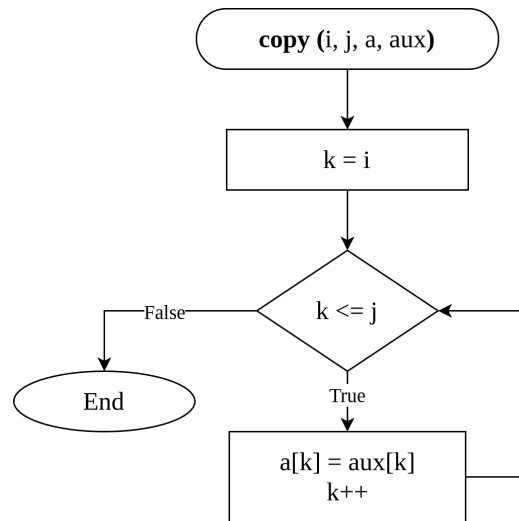 copy (i, j, a, aux)
k = i
k <= j
False
End
True
a[k] = aux[k]
k++